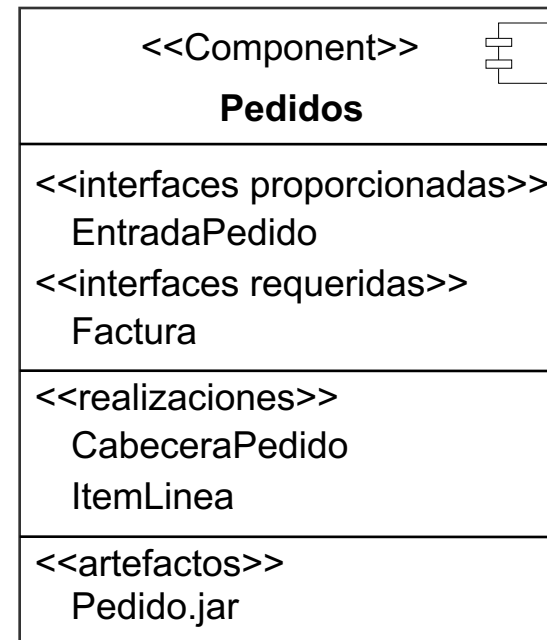 <<Component>>
Pedidos
<<interfaces proporcionadas>>
EntradaPedido
<<interfaces requeridas>>
Factura
<<realizaciones>>
CabeceraPedido
ItemLinea
<<artefactos>>
Pedido.jar